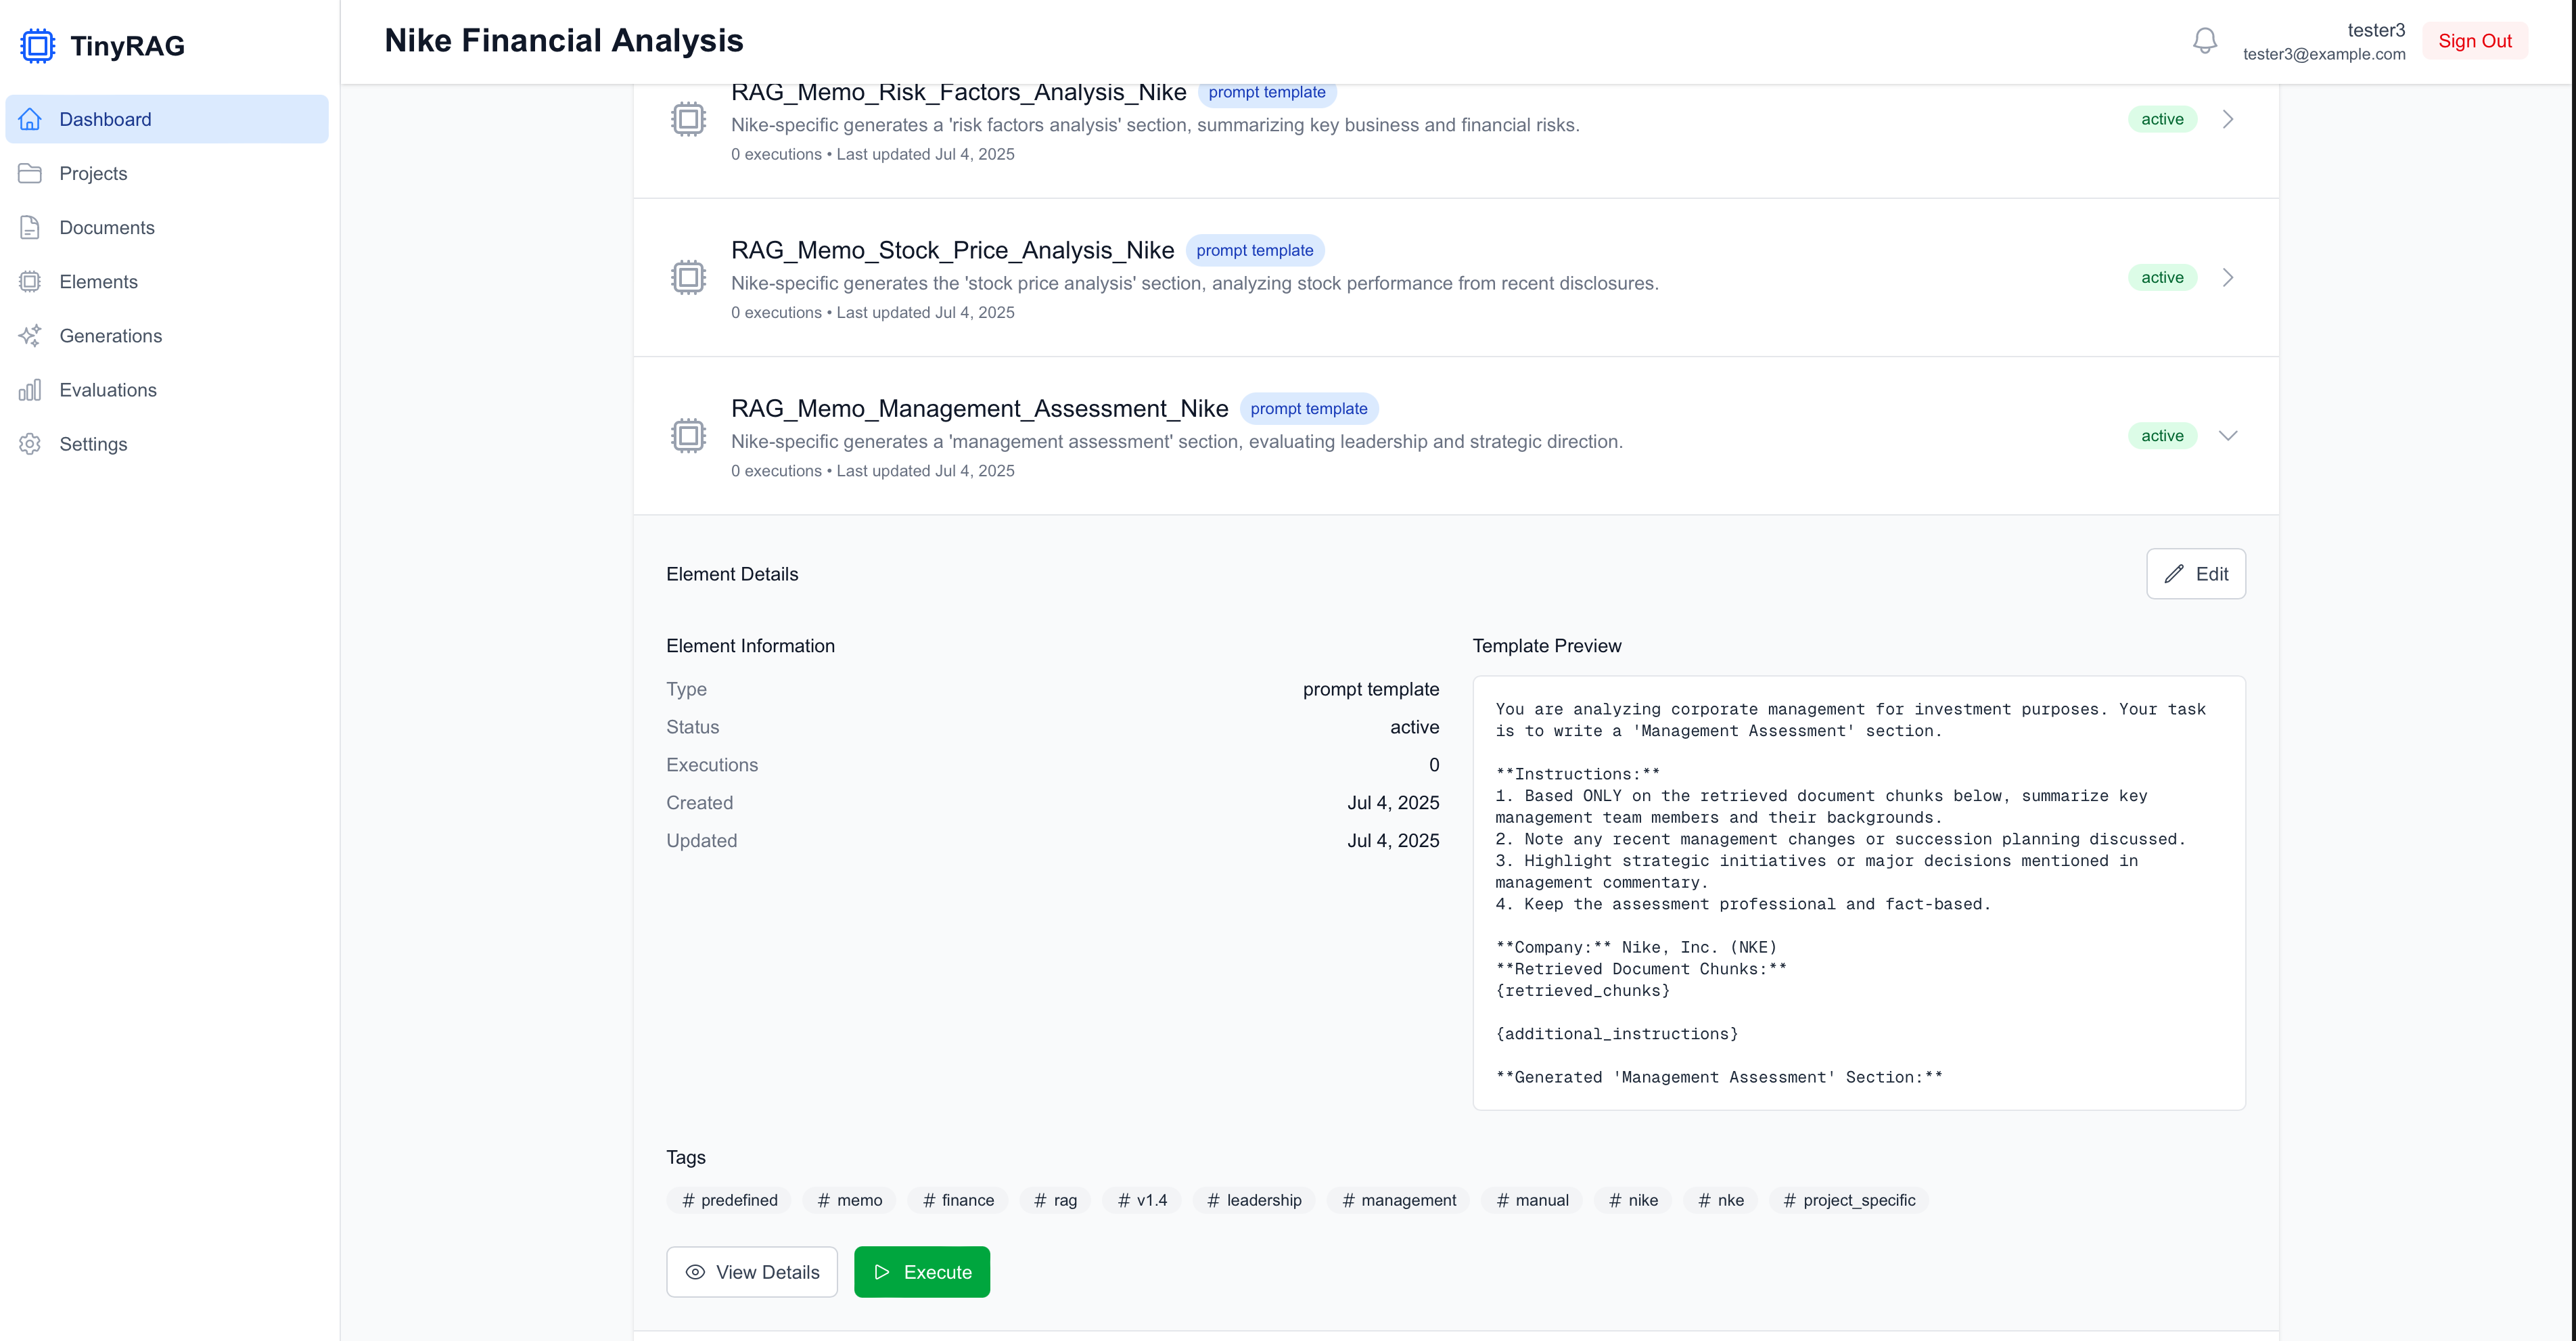 TinyRAG
Dashboard
Projects
Documents
Elements
Generations
Evaluations
Settings
Nike Financial Analysis
tester3
tester3@example.com
Sign Out
RAG_Memo_Risk_Factors_Analysis_Nike prompt template
Nike-specific generates a 'risk factors analysis' section, summarizing key business and financial risks.
0 executions • Last updated Jul 4, 2025
active
RAG_Memo_Stock_Price_Analysis_Nike prompt template
Nike-specific generates the 'stock price analysis' section, analyzing stock performance from recent disclosures.
0 executions • Last updated Jul 4, 2025
active
RAG_Memo_Management_Assessment_Nike prompt template
Nike-specific generates a 'management assessment' section, evaluating leadership and strategic direction.
0 executions • Last updated Jul 4, 2025
active
Element Details
Edit
Element Information
Type prompt template
Status active
Executions 0
Created Jul 4, 2025
Updated Jul 4, 2025
Template Preview
You are analyzing corporate management for investment purposes. Your task
is to write a 'Management Assessment' section.
**Instructions:**
1. Based ONLY on the retrieved document chunks below, summarize key
management team members and their backgrounds.
2. Note any recent management changes or succession planning discussed.
3. Highlight strategic initiatives or major decisions mentioned in
management commentary.
4. Keep the assessment professional and fact-based.
**Company:** Nike, Inc. (NKE)
**Retrieved Document Chunks:**
{retrieved_chunks}
{additional_instructions}
**Generated 'Management Assessment' Section:**
Tags
# predefined # memo # finance # rag # v1.4 # leadership # management # manual # nike # nke # project_specific
View Details
Execute